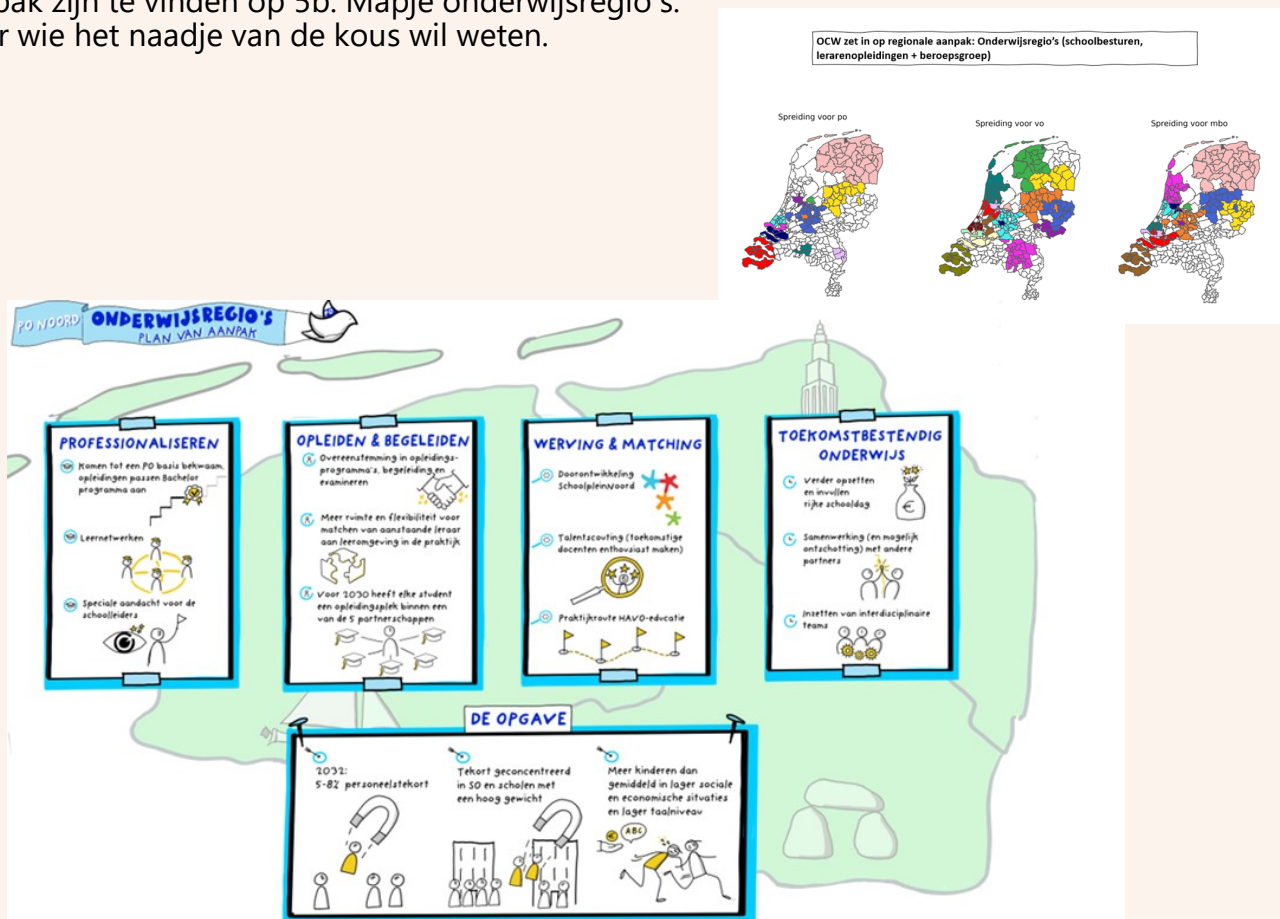 pak zijn te vinden op 5b. Mapje onderwijsregio's.
r wie het naadje van de kous wil weten.
OCW zet in op regionale aanpak: Onderwijsregio's (schoolbesturen,
lerarenopleidingen + beroepsgroep)
Spreiding voor po
Spreiding voor vo
Spreiding voor mbo
PO NOORD
ONDERWIJSREGIO'S
PLAN VAN AANPAK
PROFESSIONALISEREN
Komen tot een PO basis bekwaam,
opleidingen passen Bachelor
programma aan
Leernetwerken
Speciale aandacht voor de
schoolleiders
OPLEIDEN & BEGELEIDEN
Overeenstemming in opleidings-
programma's, begeleiding en
examineren
Meer ruimte en flexibiliteit voor
matchen van aanstaande leraar
aan leeromgeving in de praktijk
Voor 2030 heeft elke student
een opleidingsplek binnen een
van de 5 partnerschappen
WERVING & MATCHING
Doorontwikkeling
SchoolpleinNoord
Talentscouting (toekomstige
docenten enthousiast maken)
Praktijkroute HAVO-educatie
TOEKOMSTBESTENDIG
ONDERWIJS
Verder opzetten
en invullen
rijke schooldag
€
Samenwerking (en mogelijk
ontschotting) met andere
partners
Inzetten van interdisciplinaire
teams
DE OPGAVE
2032:
5-8% personeelstekort
Tekort geconcentreerd
in SO en scholen met
een hoog gewicht
Meer kinderen dan
gemiddeld in lager sociale
en economische situaties
en lager taalniveau
€
ABC